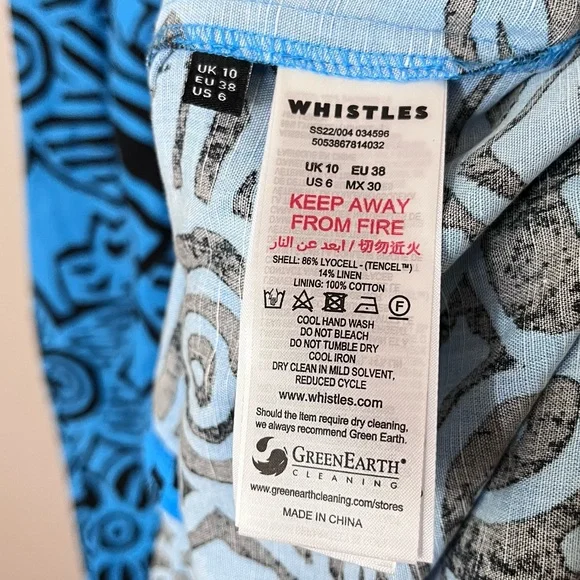 UK 10
EU 38
US 6
WHISTLES
SS22/004 034596
5053867814032
UK 10 EU 38
US 6 MX 30
KEEP AWAY
FROM FIRE
ابعد عن النار / 切勿近火
SHELL: 86% LYOCELL - (TENCEL™)
14% LINEN
LINING: 100% COTTON
F
COOL HAND WASH
DO NOT BLEACH
DO NOT TUMBLE DRY
COOL IRON
DRY CLEAN IN MILD SOLVENT,
REDUCED CYCLE
www.whistles.com
Should the Item require dry cleaning,
we always recommend Green Earth.
GREENEARTH®
CLEANING
www.greenearthcleaning.com/stores
MADE IN CHINA